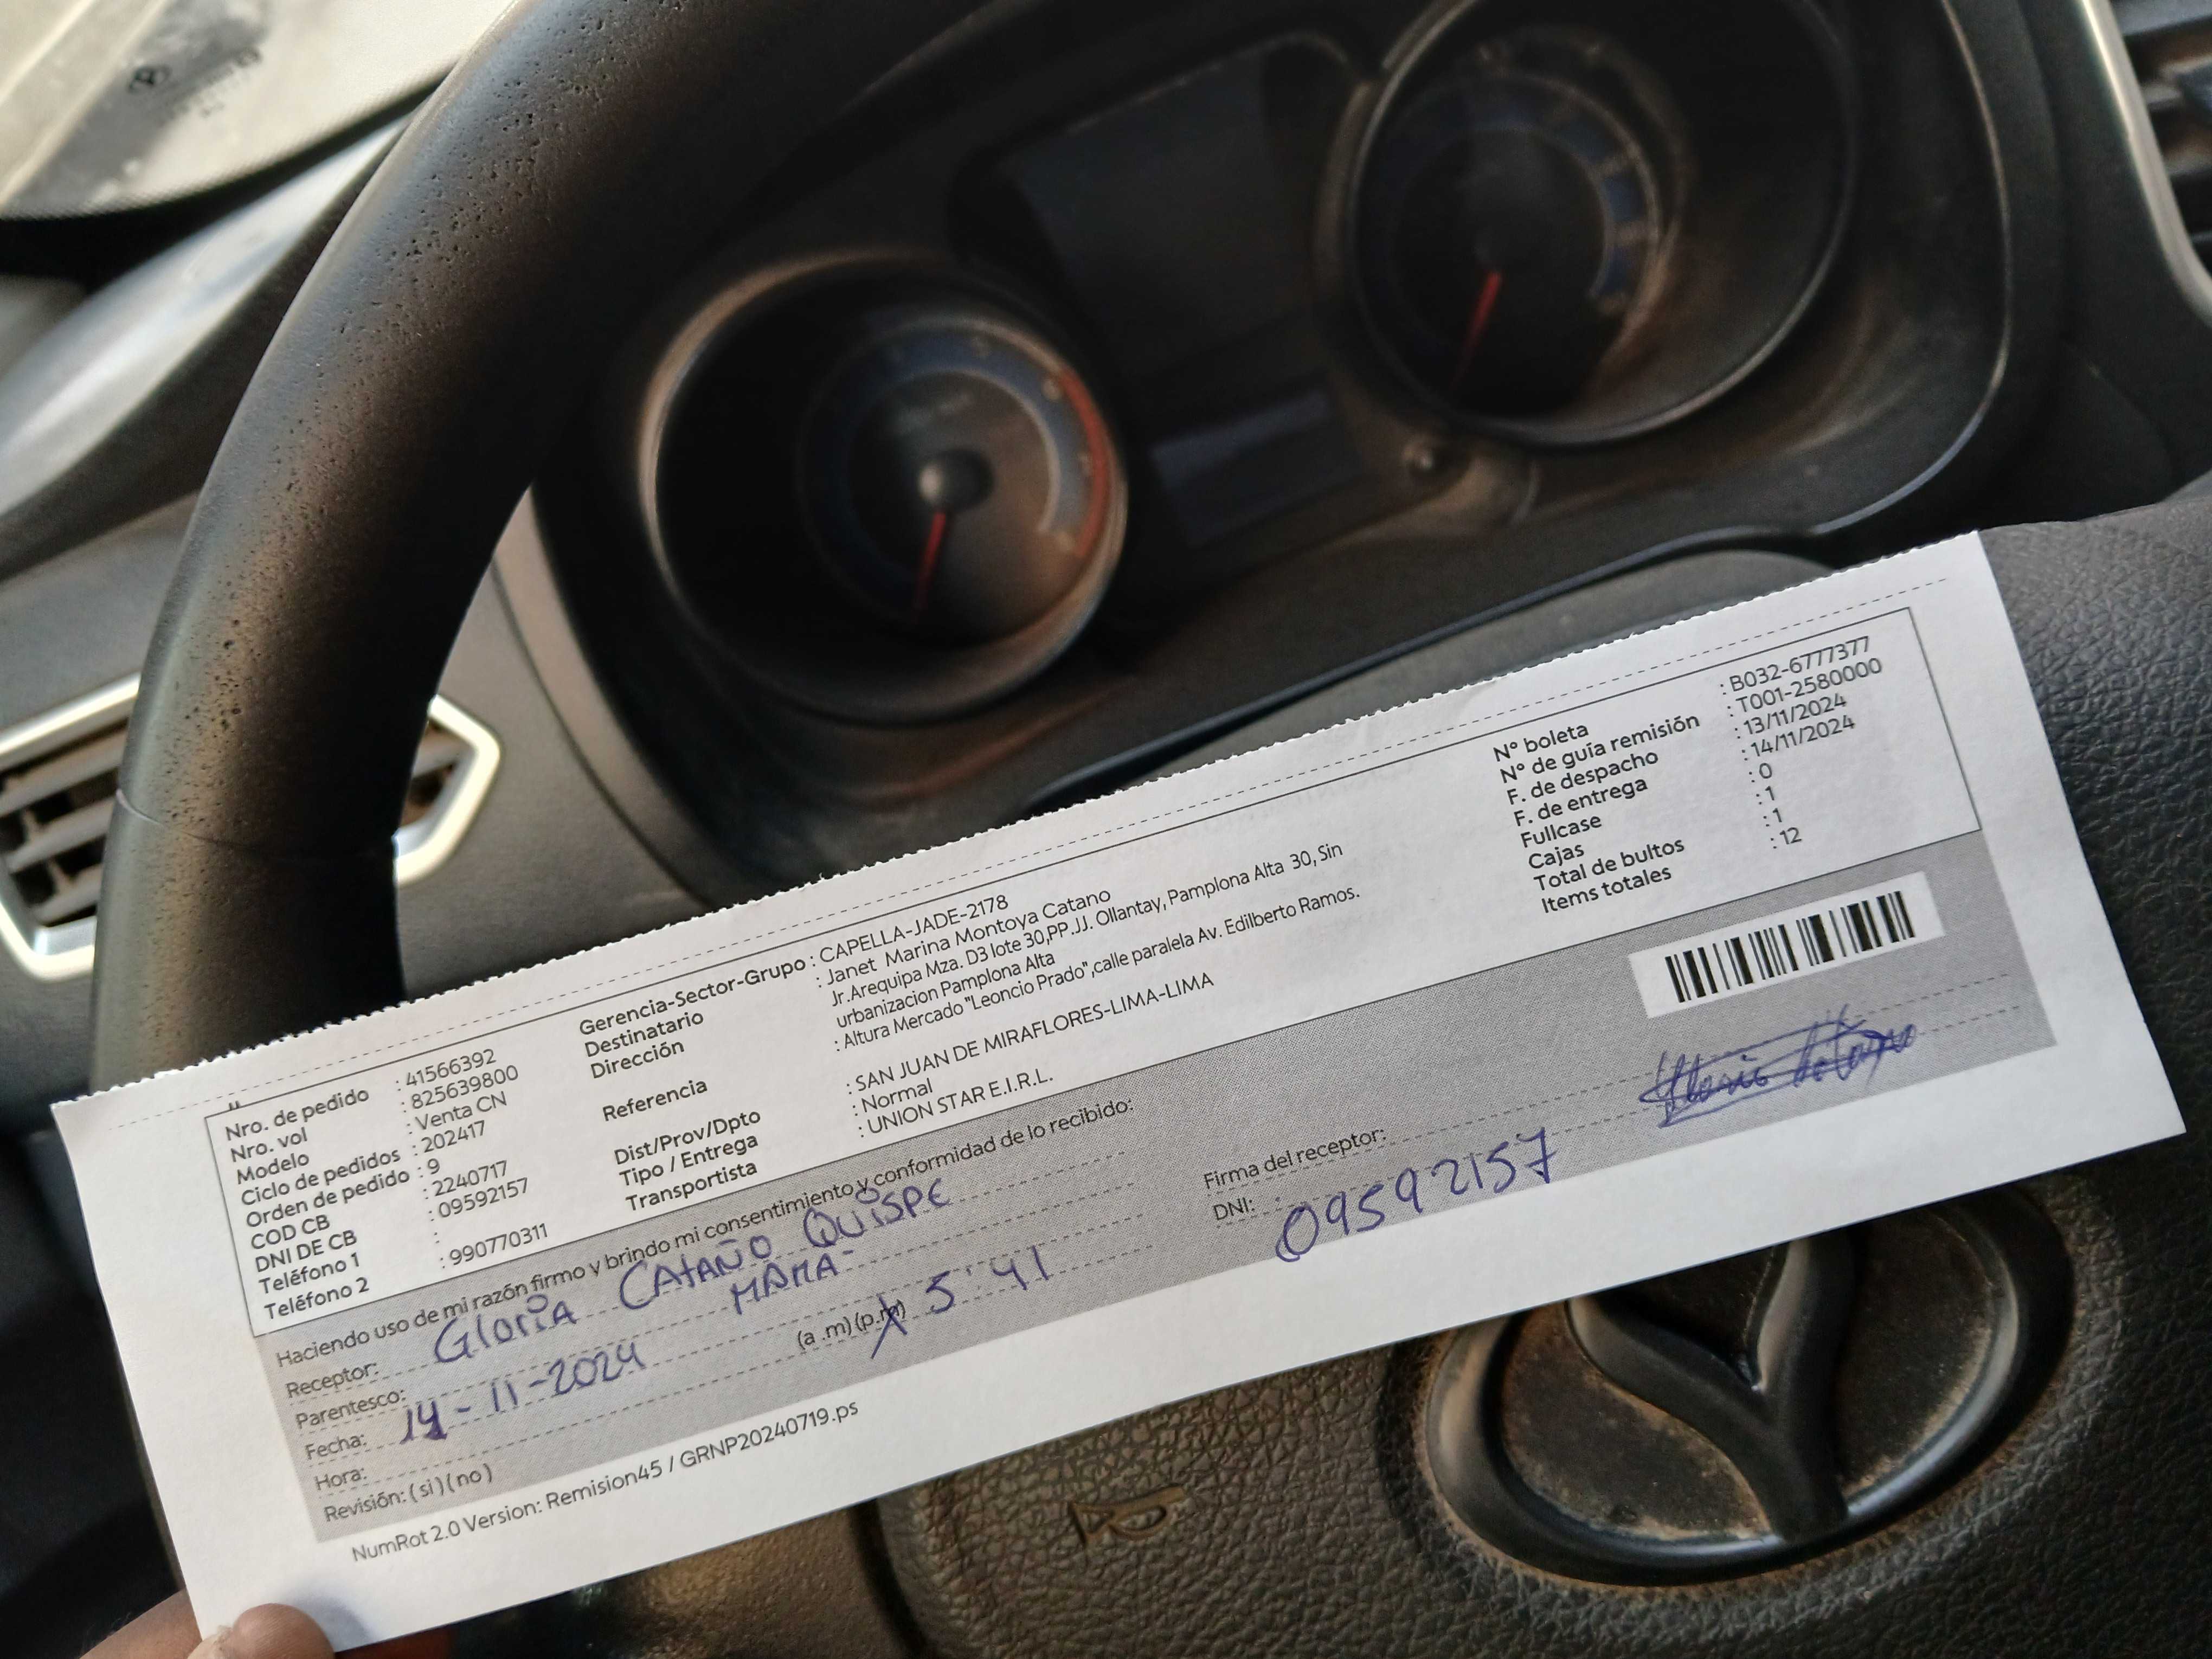 Nro. de pedido : 41566392
Nro. vol : 825639800
Modelo : Venta CN
Ciclo de pedidos : 202417
Orden de pedido : 9
COD CB : 2240717
DNI DE CB : 09592157
Teléfono 1 :
Teléfono 2 : 990770311
Gerencia-Sector-Grupo : CAPELLA-JADE-2178
Destinatario : Janet Marina Montoya Catano
Dirección Jr.Arequipa Mza. D3 lote 30,PP.JJ. Ollantay, Pamplona Alta 30, Sin
urbanizacion Pamplona Alta
Referencia : Altura Mercado "Leoncio Prado",calle paralela Av. Edilberto Ramos.
Dist/Prov/Dpto : SAN JUAN DE MIRAFLORES-LIMA-LIMA
Tipo / Entrega : Normal
Transportista : UNION STAR E.I.R.L.
N° boleta : B032-6777377
N° de guía remisión : T001-2580000
F. de despacho : 13/11/2024
F. de entrega : 14/11/2024
Fullcase : 0
Cajas : 1
Total de bultos : 1
Items totales : 12
Haciendo uso de mi razón firmo y brindo mi consentimiento y conformidad de lo recibido:
Receptor: GLORIA CATAÑO QUISPE
Parentesco: MAMA
Fecha: 14-11-2024
Hora: (a .m) (p.m) X 5 41
Revisión: (si) (no)
Firma del receptor:
DNI: 09592157
NumRot 2.0 Version: Remision45 / GRNP20240719.ps